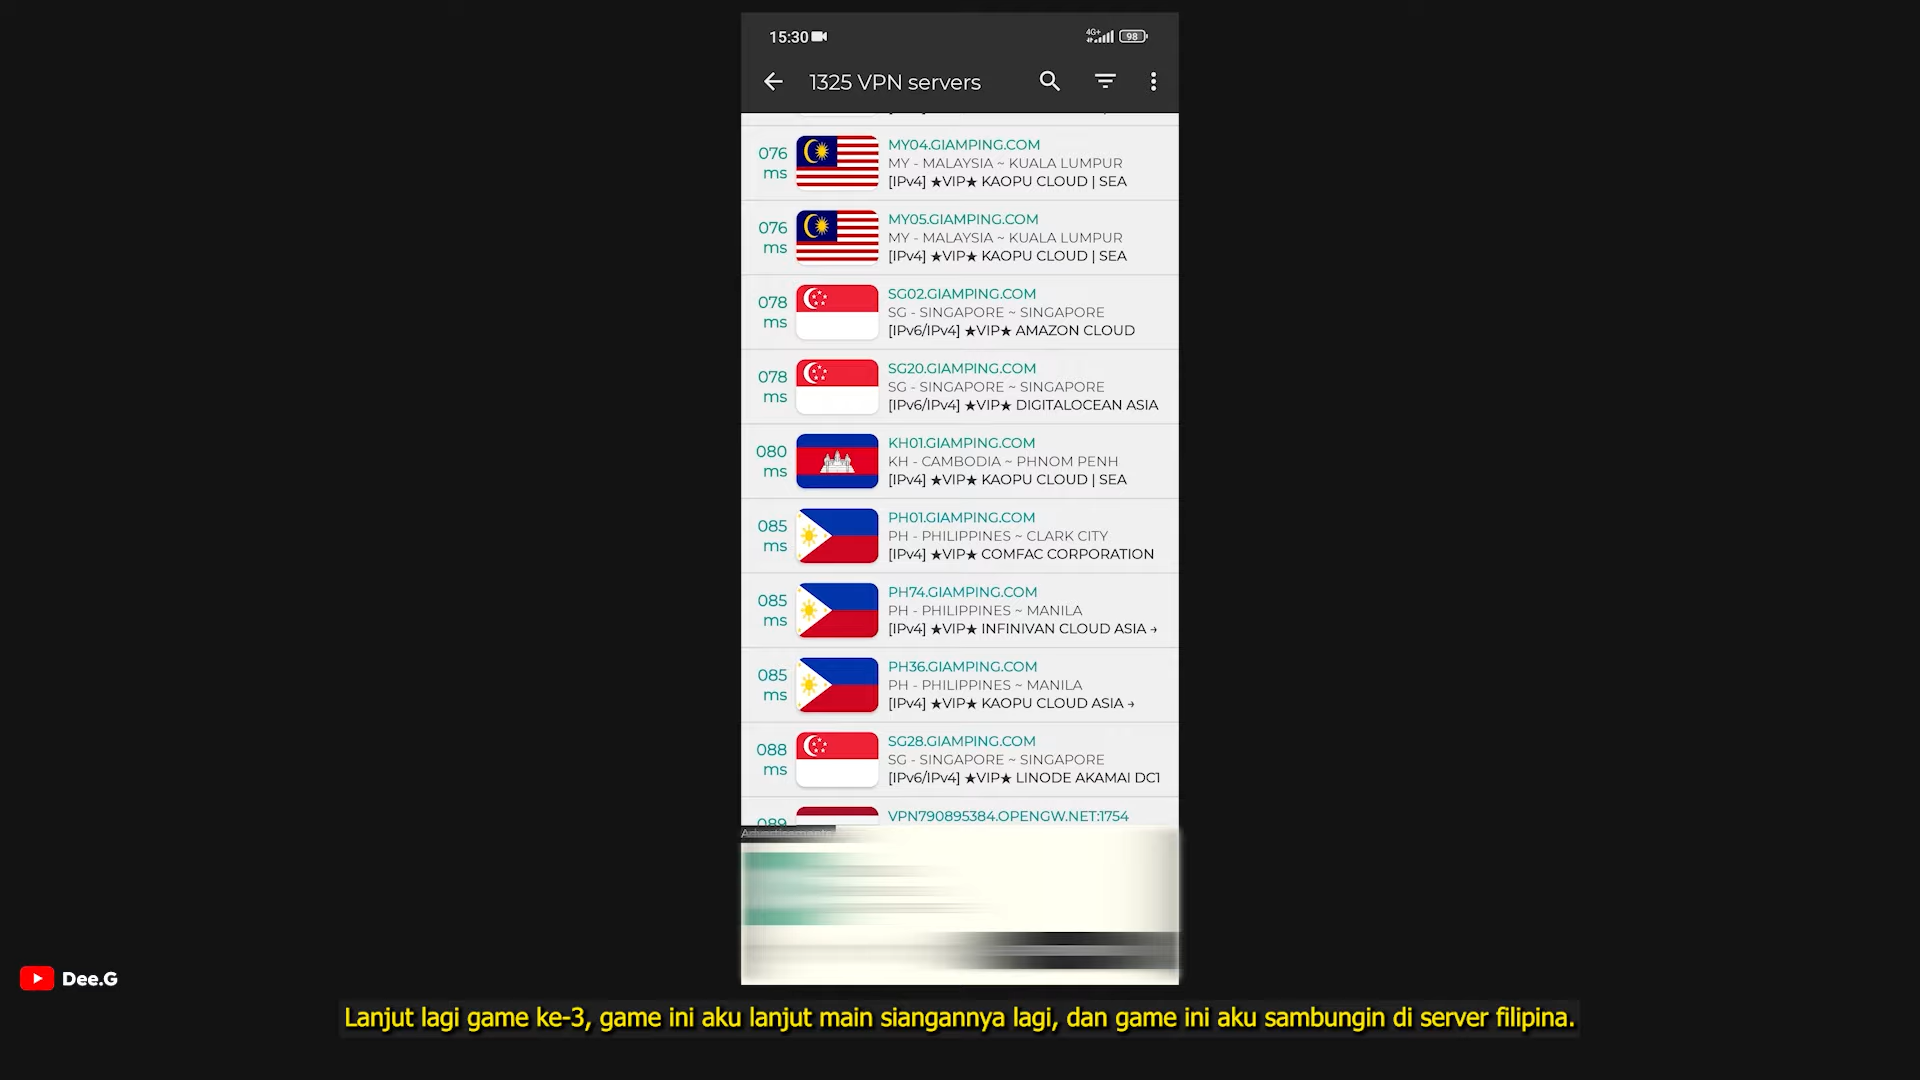 15:30
4G+
98
1325 VPN servers
076 ms
MY04.GIAMPING.COM
MY - MALAYSIA ~ KUALA LUMPUR
[IPv4] ★VIP★ KAOPU CLOUD | SEA
076 ms
MY05.GIAMPING.COM
MY - MALAYSIA ~ KUALA LUMPUR
[IPv4] ★VIP★ KAOPU CLOUD | SEA
078 ms
SG02.GIAMPING.COM
SG - SINGAPORE ~ SINGAPORE
[IPv6/IPv4] ★VIP★ AMAZON CLOUD
078 ms
SG20.GIAMPING.COM
SG - SINGAPORE ~ SINGAPORE
[IPv6/IPv4] ★VIP★ DIGITALOCEAN ASIA
080 ms
KH01.GIAMPING.COM
KH - CAMBODIA ~ PHNOM PENH
[IPv4] ★VIP★ KAOPU CLOUD | SEA
085 ms
PH01.GIAMPING.COM
PH - PHILIPPINES ~ CLARK CITY
[IPv4] ★VIP★ COMFAC CORPORATION
085 ms
PH74.GIAMPING.COM
PH - PHILIPPINES ~ MANILA
[IPv4] ★VIP★ INFINIVAN CLOUD ASIA →
085 ms
PH36.GIAMPING.COM
PH - PHILIPPINES ~ MANILA
[IPv4] ★VIP★ KAOPU CLOUD ASIA →
088 ms
SG28.GIAMPING.COM
SG - SINGAPORE ~ SINGAPORE
[IPv6/IPv4] ★VIP★ LINODE AKAMAI DC1
089
VPN790895384.OPENGW.NET:1754
Advertisements
Dee.G
Lanjut lagi game ke-3, game ini aku lanjut main siangannya lagi, dan game ini aku sambungin di server filipina.